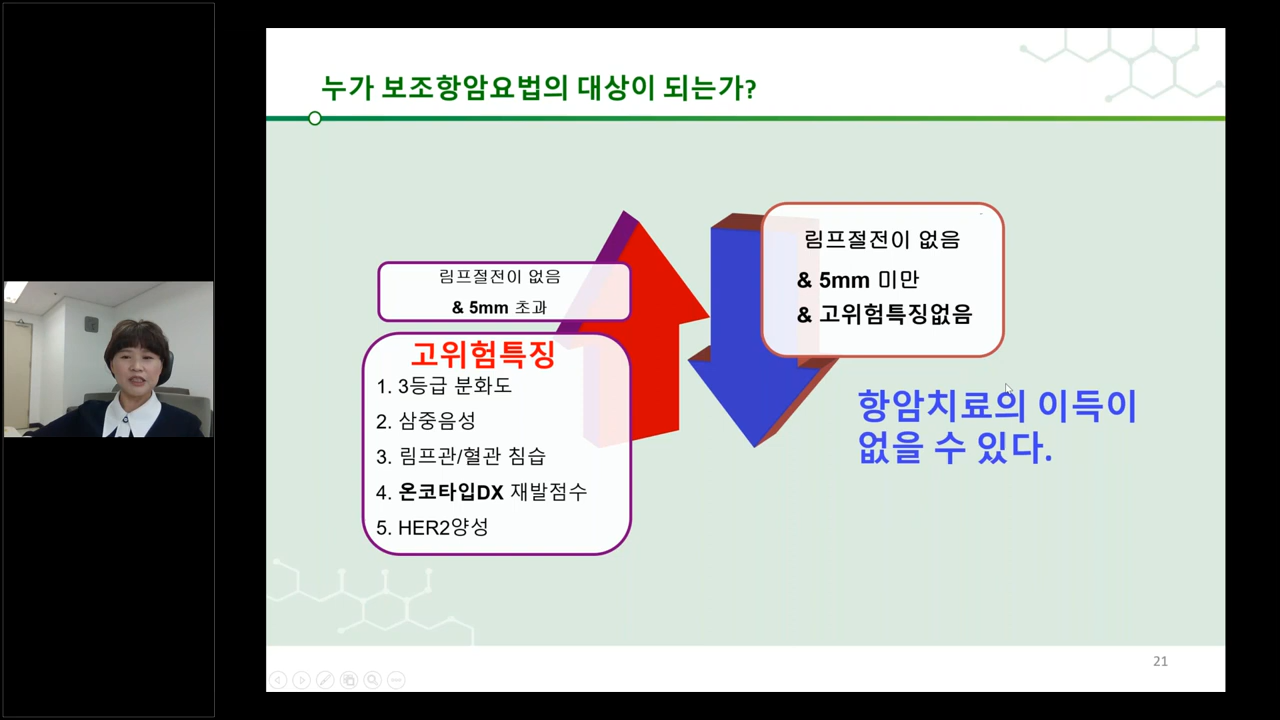 누가 보조항암요법의 대상이 되는가?
림프절전이 없음
& 5mm 초과
고위험특징
1. 3등급 분화도
2. 삼중음성
3. 림프관/혈관 침습
4. 온코타입DX 재발점수
5. HER2양성
림프절전이 없음
& 5mm 미만
& 고위험특징없음
항암치료의 이득이
없을 수 있다.
21